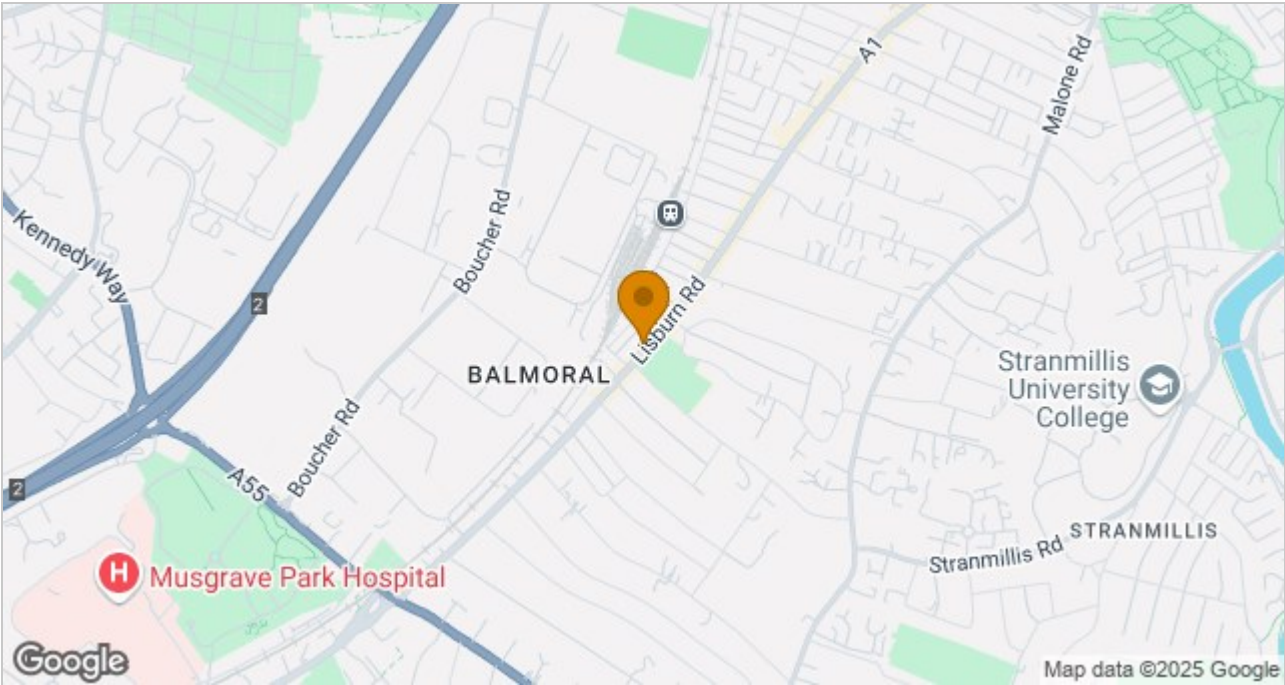 A1
Malone Rd
Kennedy Way
Boucher Rd
2
Lisburn Rd
BALMORAL
Stranmillis
University
College
Boucher Rd
2
A55
STRANMILLIS
Stranmillis Rd
H
Musgrave Park Hospital
Google
Map data ©2025 Google